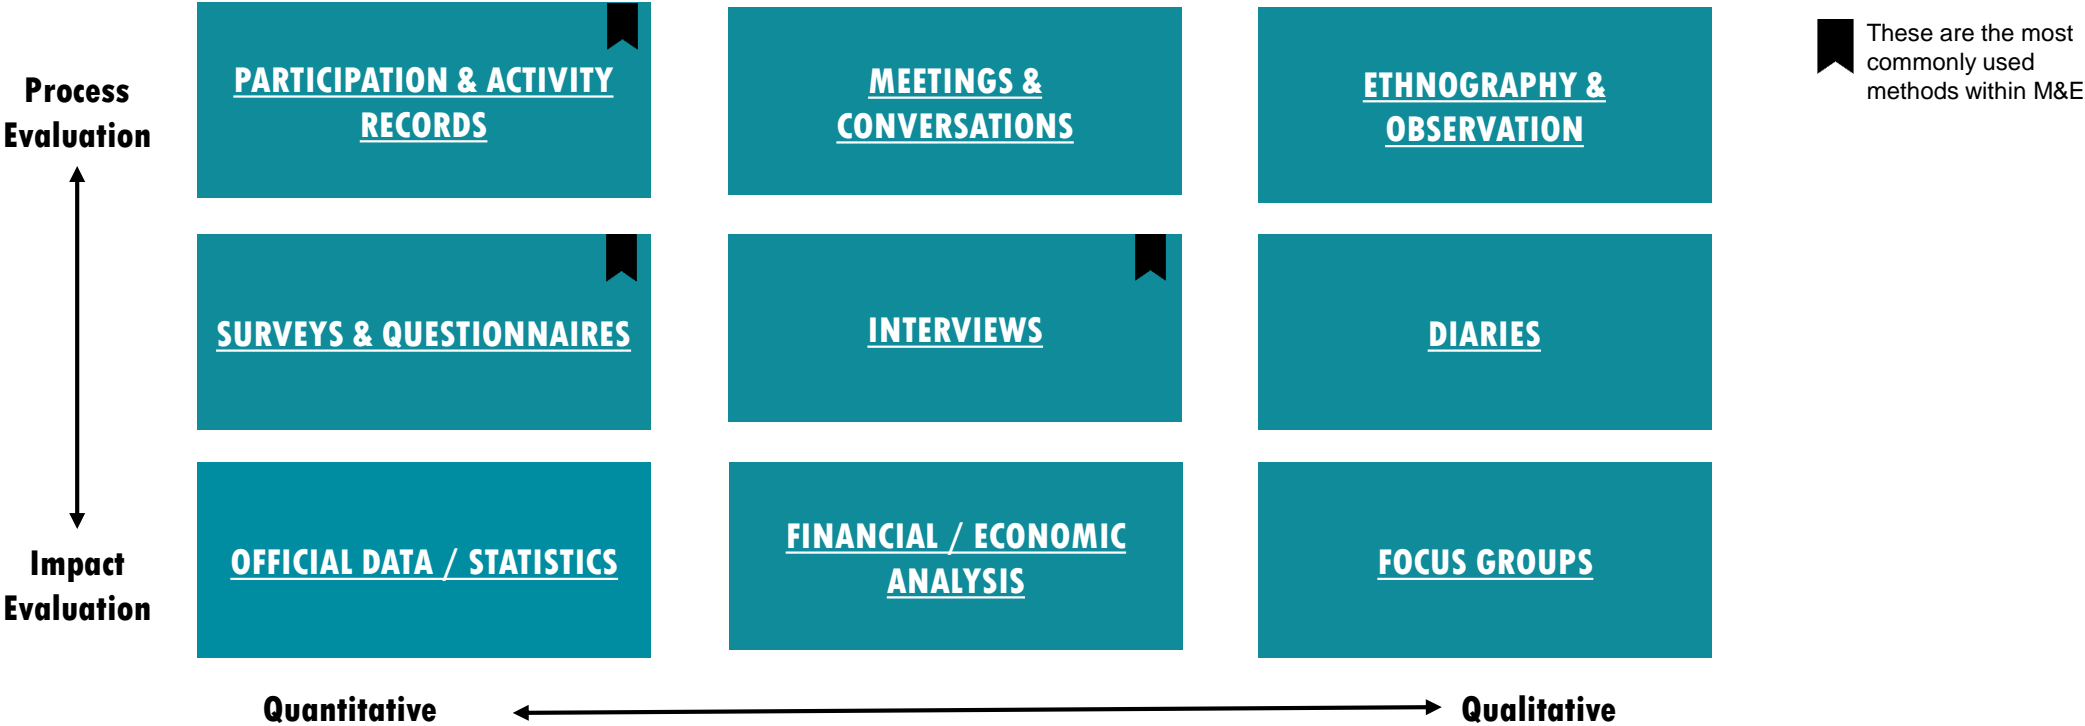 These are the most
commonly used
methods within M&E
Process
Evaluation
PARTICIPATION & ACTIVITY
RECORDS
MEETINGS &
CONVERSATIONS
ETHNOGRAPHY &
OBSERVATION
SURVEYS & QUESTIONNAIRES
INTERVIEWS
DIARIES
Impact
Evaluation
OFFICIAL DATA / STATISTICS
FINANCIAL / ECONOMIC
ANALYSIS
FOCUS GROUPS
Quantitative
Qualitative